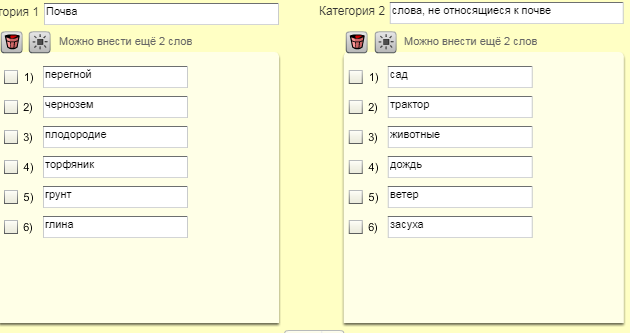 гория 1 Почва
Можно внести ещё 2 слов
1) перегной
2) чернозем
3) плодородие
4) торфяник
5) грунт
6) глина
Категория 2 слова, не относящиеся к почве
Можно внести ещё 2 слов
1) сад
2) трактор
3) животные
4) дождь
5) ветер
6) засуха